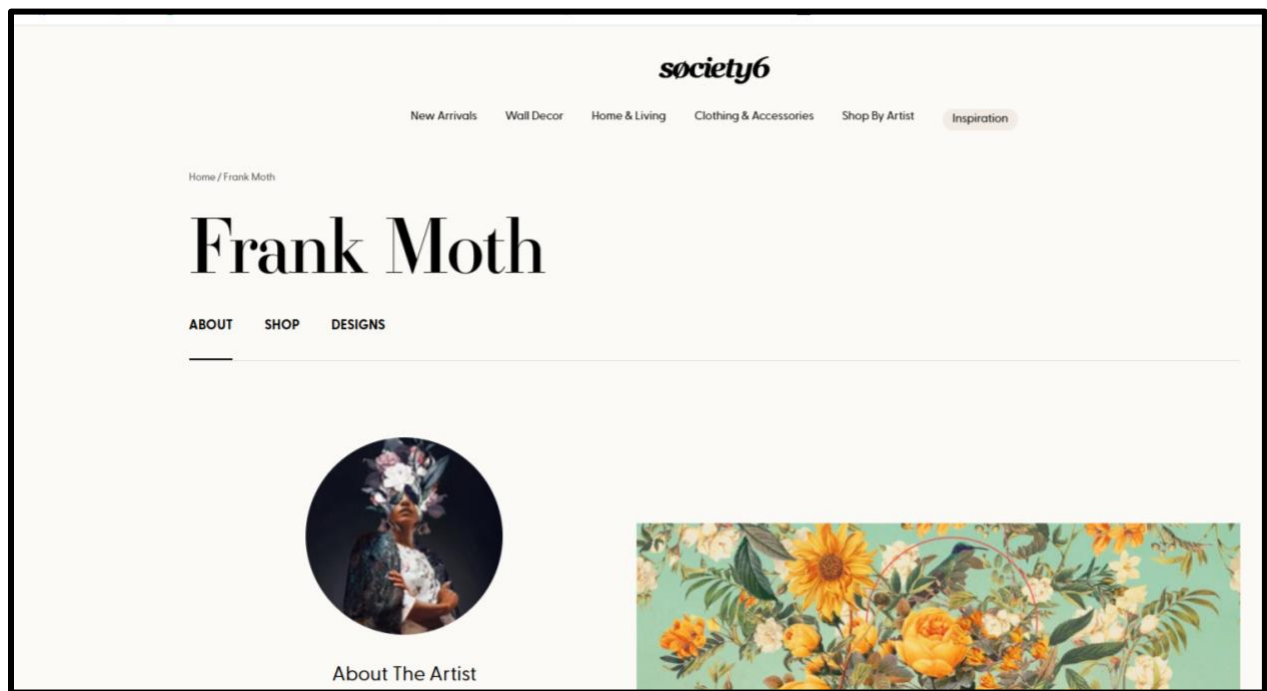 søciety6
New Arrivals Wall Decor Home & Living Clothing & Accessories Shop By Artist Inspiration
Home / Frank Moth
Frank Moth
ABOUT SHOP DESIGNS
About The Artist